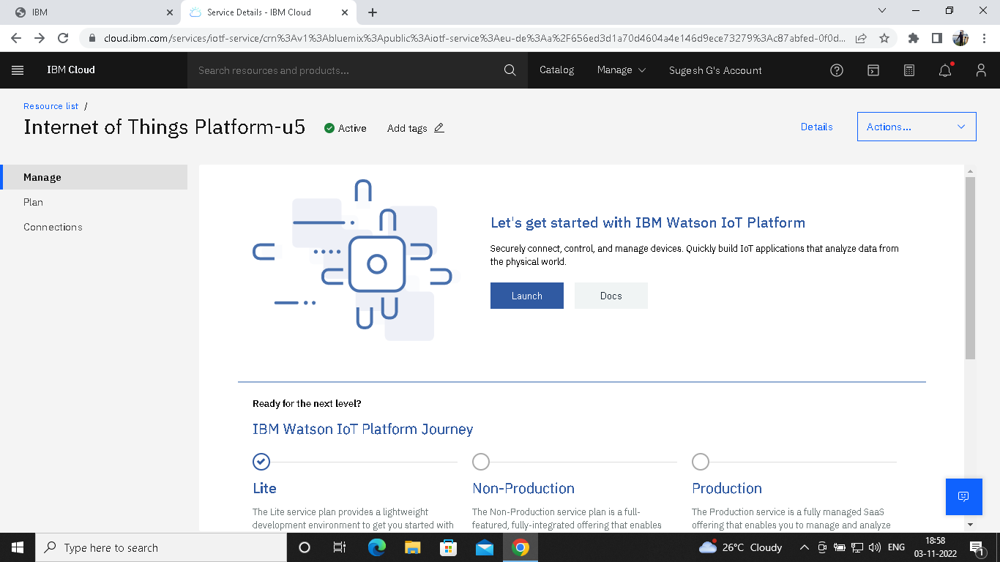 IBM
Service Details - IBM Cloud
cloud.ibm.com/services/iotf-service/crn%3Av1%3Abluemix%3Apublic%3Aiotf-service%3Aeu-de%3Aa%2F656ed3d1a70d4604a4e146d9ece73279%3Ac87abfed-0f0d...
IBM Cloud
Search resources and products...
Catalog
Manage
Sugesh G's Account
Resource list /
Internet of Things Platform-u5
Active
Add tags
Details
Actions...
Manage
Plan
Connections
Let's get started with IBM Watson IoT Platform
Securely connect, control, and manage devices. Quickly build IoT applications that analyze data from
the physical world.
Launch
Docs
Ready for the next level?
IBM Watson IoT Platform Journey
Lite
The Lite service plan provides a lightweight
development environment to get you started with
Non-Production
The Non-Production service plan is a full-
featured, fully-integrated offering that enables
Production
The Production service is a fully managed SaaS
offering that enables you to manage and analyze
Type here to search
26°C Cloudy
ENG
18:58
03-11-2022
1